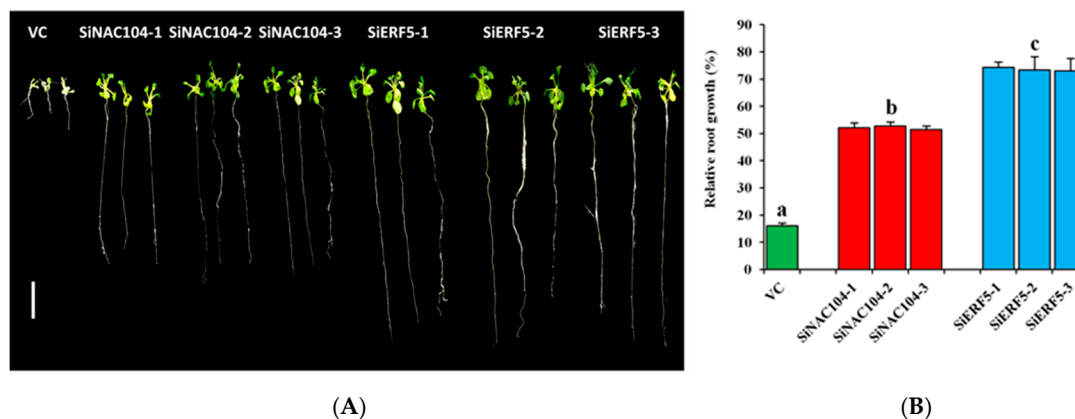 VC SiNAC104-1 SiNAC104-2 SiNAC104-3 SiERF5-1 SiERF5-2 SiERF5-3
Relative root growth (%)
90
80
70
60
50
40
30
20
10
0
a
b
c
VC
SiNAC104-1
SiNAC104-2
SiNAC104-3
SiERF5-1
SiERF5-2
SiERF5-3
(A) (B)